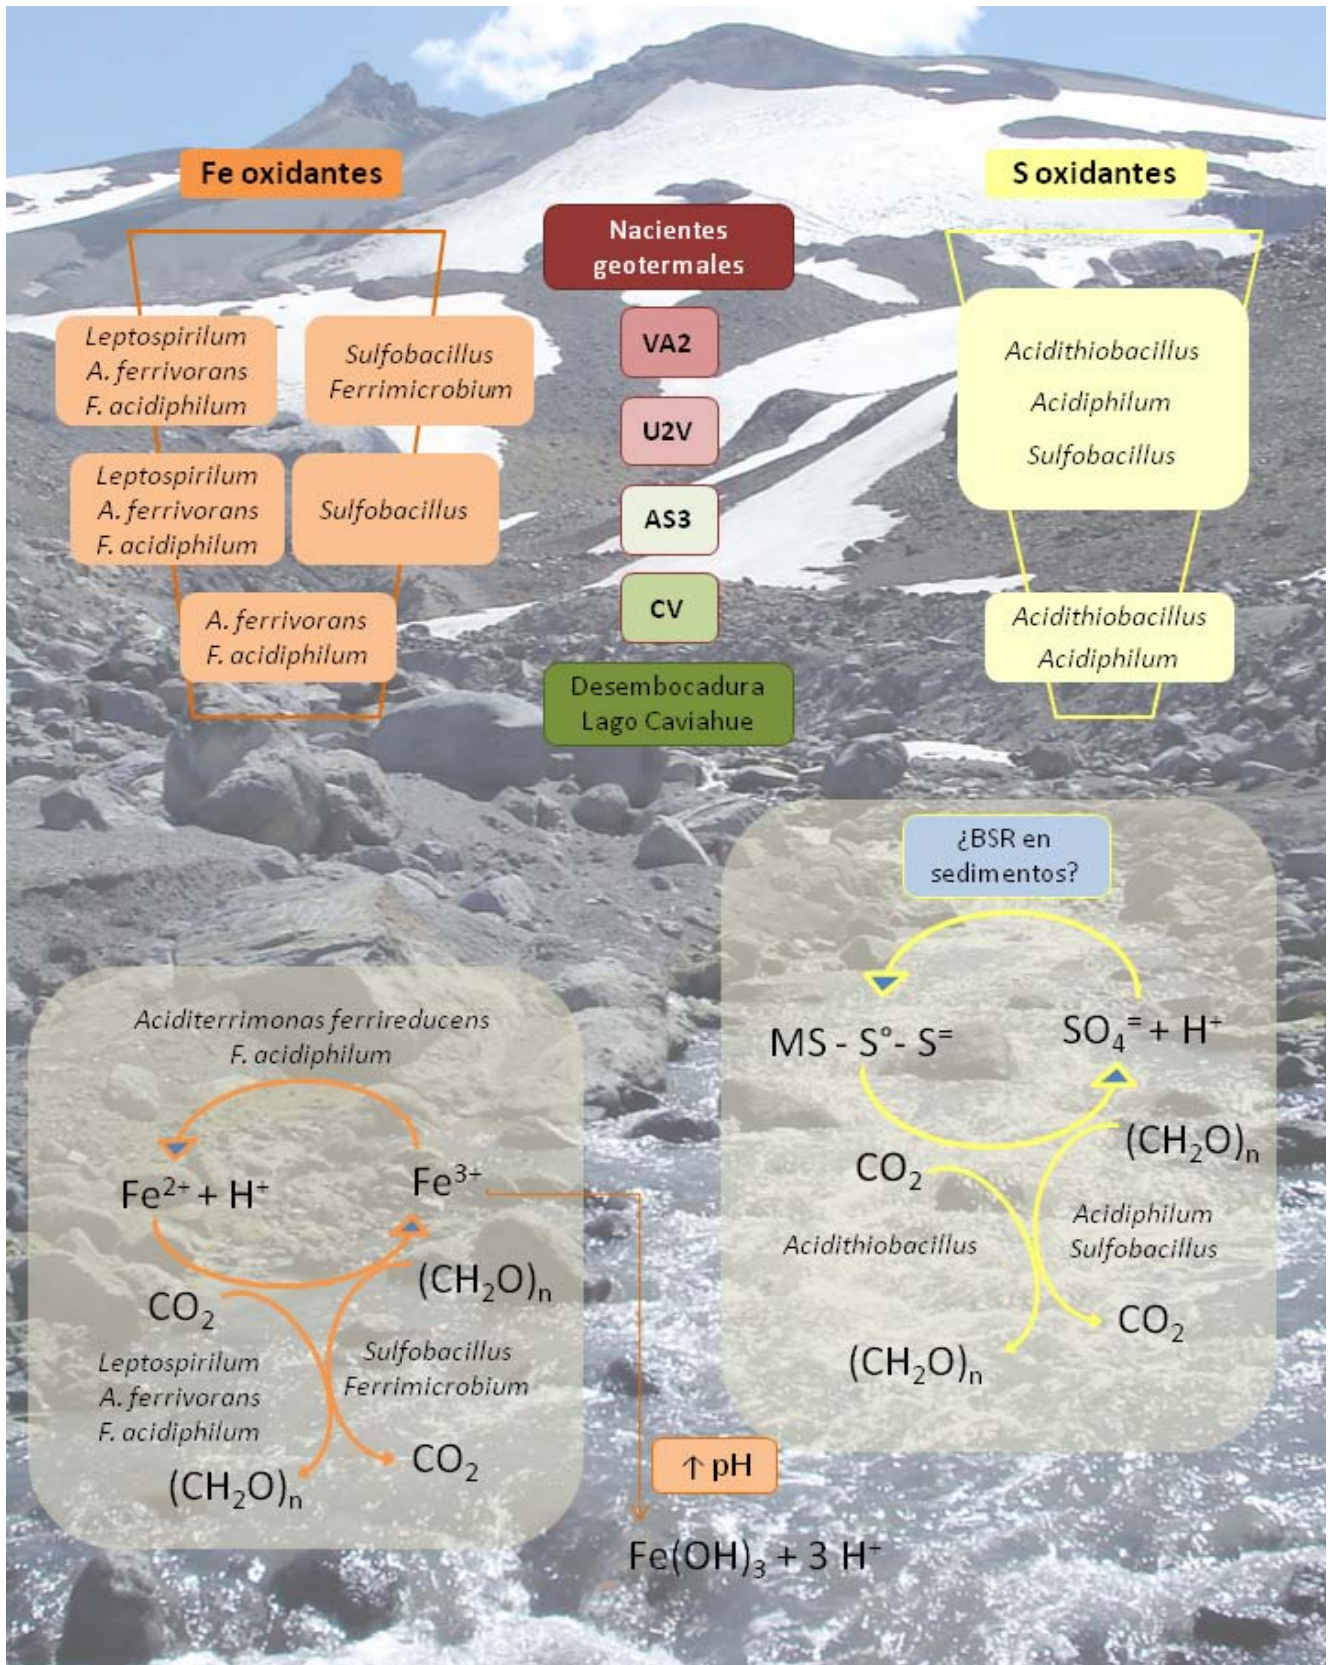 Fe oxidantes
S oxidantes
Nacientes
geotermales
VA2
U2V
AS3
CV
Desembocadura
Lago Caviahue
Leptospirilum
A. ferrivorans
F. acidiphilum
Sulfobacillus
Ferrimicrobium
Leptospirilum
A. ferrivorans
F. acidiphilum
Sulfobacillus
A. ferrivorans
F. acidiphilum
Acidithiobacillus
Acidiphilum
Sulfobacillus
Acidithiobacillus
Acidiphilum
¿BSR en
sedimentos?
MS - S° - S⁼
SO₄⁼ + H⁺
CO₂
(CH₂O)ₙ
Acidithiobacillus
Acidiphilum
Sulfobacillus
(CH₂O)ₙ
CO₂
Aciditerrimonas ferrireducens
F. acidiphilum
Fe²⁺ + H⁺
Fe³⁺
CO₂
(CH₂O)ₙ
Leptospirilum
A. ferrivorans
F. acidiphilum
Sulfobacillus
Ferrimicrobium
(CH₂O)ₙ
CO₂
↑ pH
Fe(OH)₃ + 3 H⁺